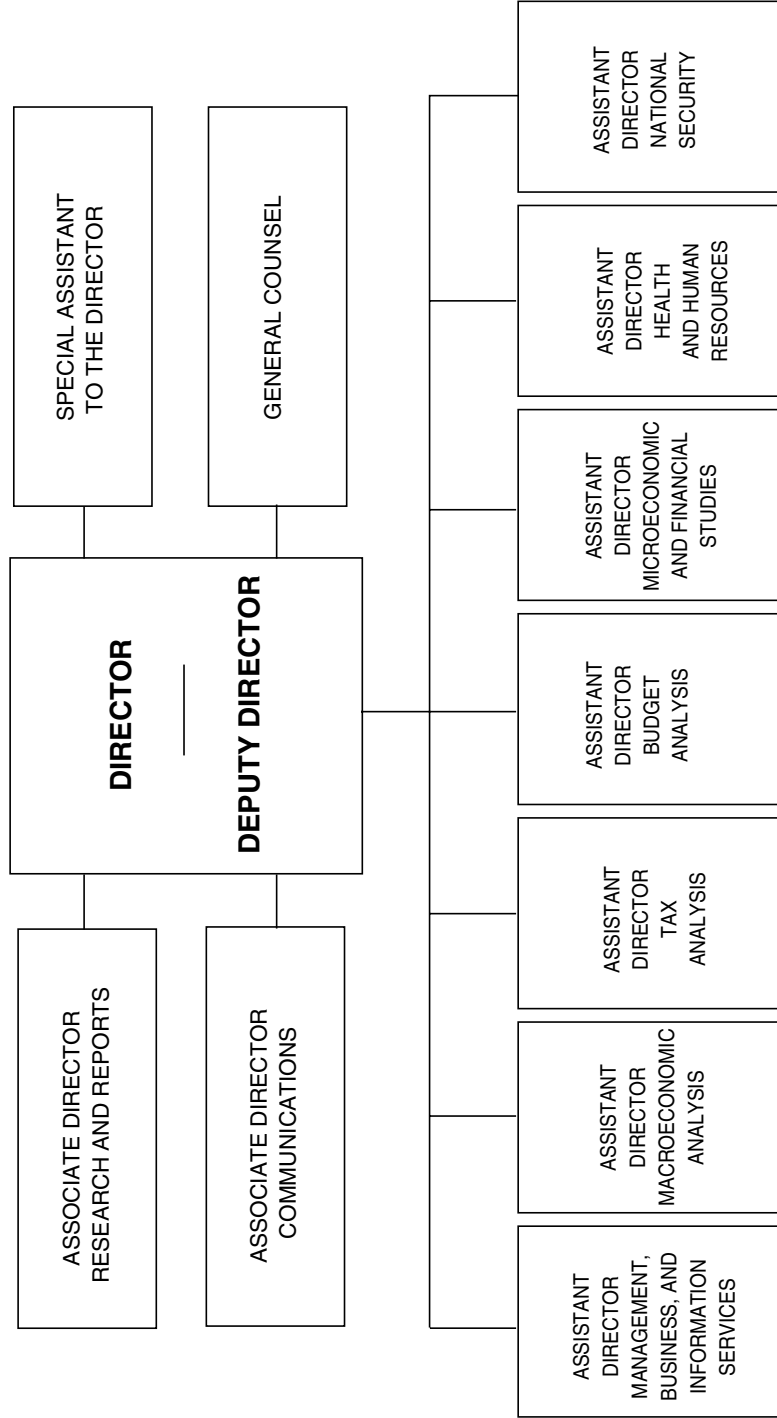 ASSOCIATE DIRECTOR
RESEARCH AND REPORTS
DIRECTOR
DEPUTY DIRECTOR
SPECIAL ASSISTANT
TO THE DIRECTOR
ASSOCIATE DIRECTOR
COMMUNICATIONS
GENERAL COUNSEL
ASSISTANT
DIRECTOR
MANAGEMENT,
BUSINESS, AND
INFORMATION
SERVICES
ASSISTANT
DIRECTOR
MACROECONOMIC
ANALYSIS
ASSISTANT
DIRECTOR
TAX
ANALYSIS
ASSISTANT
DIRECTOR
BUDGET
ANALYSIS
ASSISTANT
DIRECTOR
MICROECONOMIC
AND FINANCIAL
STUDIES
ASSISTANT
DIRECTOR
HEALTH
AND HUMAN
RESOURCES
ASSISTANT
DIRECTOR
NATIONAL
SECURITY